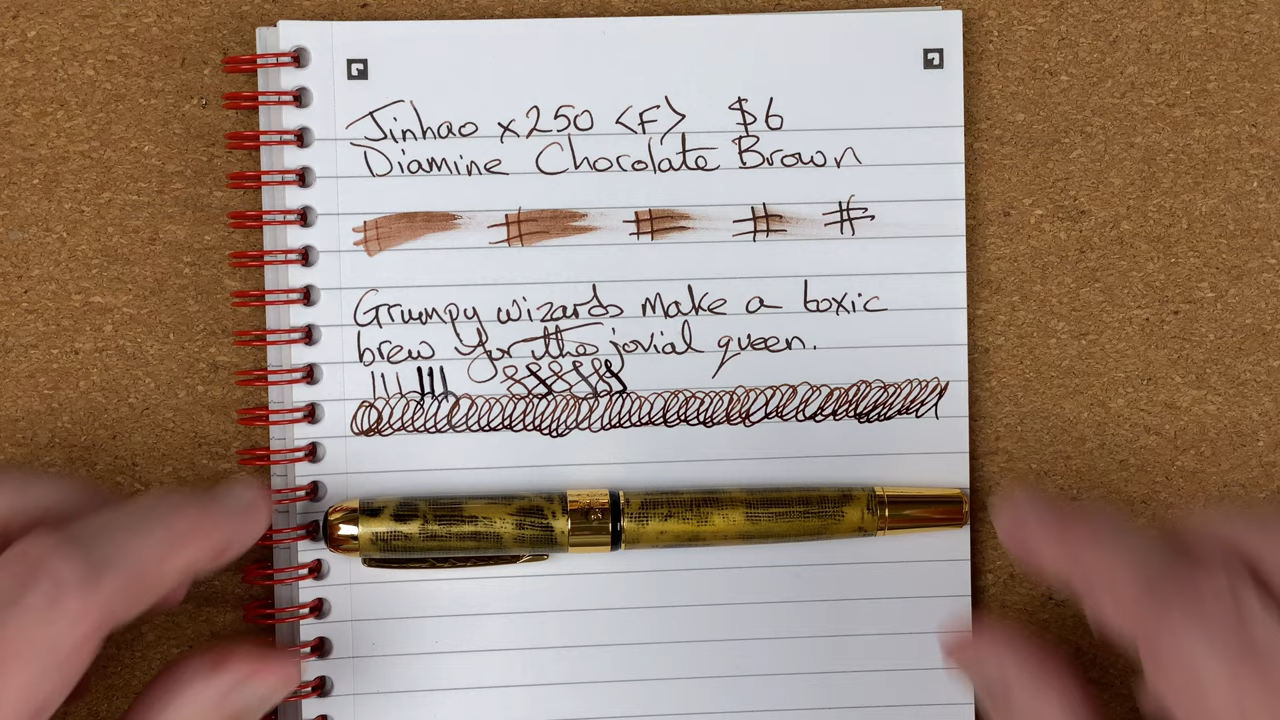 Jinhao x250 <F> $6
Diamine Chocolate Brown
Grumpy wizards make a toxic
brew for the jovial queen.